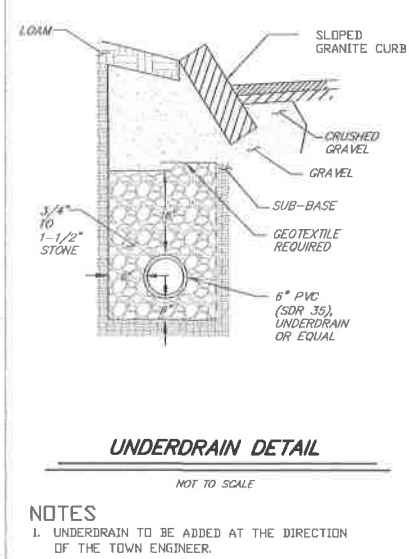 LOAM
SLOPED
GRANITE CURB
CRUSHED
GRAVEL
GRAVEL
SUB-BASE
3/4"
TO
1-1/2"
STONE
GEOTEXTILE
REQUIRED
6" PVC
(SDR 35),
UNDERDRAIN
OR EQUAL
UNDERDRAIN DETAIL
NOT TO SCALE
NOTES
1. UNDERDRAIN TO BE ADDED AT THE DIRECTION
OF THE TOWN ENGINEER.